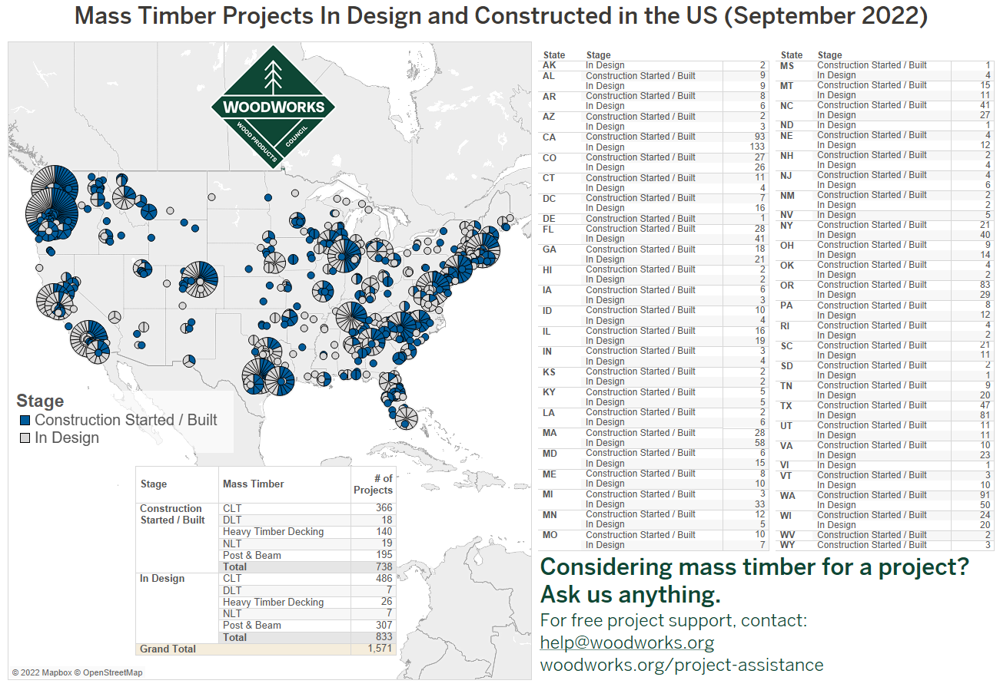 Mass Timber Projects In Design and Constructed in the US (September 2022)
WOODWORKS
WOOD PRODUCTS
COUNCIL
Stage
Construction Started / Built
In Design
Stage Mass Timber # of Projects
Construction Started / Built CLT 366
DLT 18
Heavy Timber Decking 140
NLT 19
Post & Beam 195
Total 738
In Design CLT 486
DLT 7
Heavy Timber Decking 26
NLT 7
Post & Beam 307
Total 833
Grand Total 1,571
© 2022 Mapbox © OpenStreetMap
State Stage
AK In Design 2
AL Construction Started / Built 9
In Design 9
AR Construction Started / Built 8
In Design 6
AZ Construction Started / Built 2
In Design 3
CA Construction Started / Built 93
In Design 133
CO Construction Started / Built 27
In Design 26
CT Construction Started / Built 11
In Design 4
DC Construction Started / Built 7
In Design 16
DE Construction Started / Built 1
FL Construction Started / Built 28
In Design 41
GA Construction Started / Built 18
In Design 21
HI Construction Started / Built 2
In Design 2
IA Construction Started / Built 6
In Design 3
ID Construction Started / Built 10
In Design 4
IL Construction Started / Built 16
In Design 19
IN Construction Started / Built 3
In Design 4
KS Construction Started / Built 2
In Design 2
KY Construction Started / Built 5
In Design 5
LA Construction Started / Built 2
In Design 6
MA Construction Started / Built 28
In Design 58
MD Construction Started / Built 6
In Design 15
ME Construction Started / Built 8
In Design 10
MI Construction Started / Built 3
In Design 33
MN Construction Started / Built 12
In Design 5
MO Construction Started / Built 10
In Design 7
State Stage
MS Construction Started / Built 1
In Design 4
MT Construction Started / Built 15
In Design 11
NC Construction Started / Built 41
In Design 27
ND In Design 1
NE Construction Started / Built 4
In Design 12
NH Construction Started / Built 2
In Design 4
NJ Construction Started / Built 4
In Design 6
NM Construction Started / Built 2
In Design 2
NV In Design 5
NY Construction Started / Built 21
In Design 40
OH Construction Started / Built 9
In Design 14
OK Construction Started / Built 4
In Design 2
OR Construction Started / Built 83
In Design 29
PA Construction Started / Built 8
In Design 12
RI Construction Started / Built 4
In Design 2
SC Construction Started / Built 21
In Design 11
SD Construction Started / Built 2
In Design 1
TN Construction Started / Built 9
In Design 20
TX Construction Started / Built 47
In Design 81
UT Construction Started / Built 11
In Design 11
VA Construction Started / Built 10
In Design 23
VI In Design 1
VT Construction Started / Built 3
In Design 10
WA Construction Started / Built 91
In Design 50
WI Construction Started / Built 24
In Design 20
WV Construction Started / Built 2
WY Construction Started / Built 3
Considering mass timber for a project?
Ask us anything.
For free project support, contact:
help@woodworks.org
woodworks.org/project-assistance